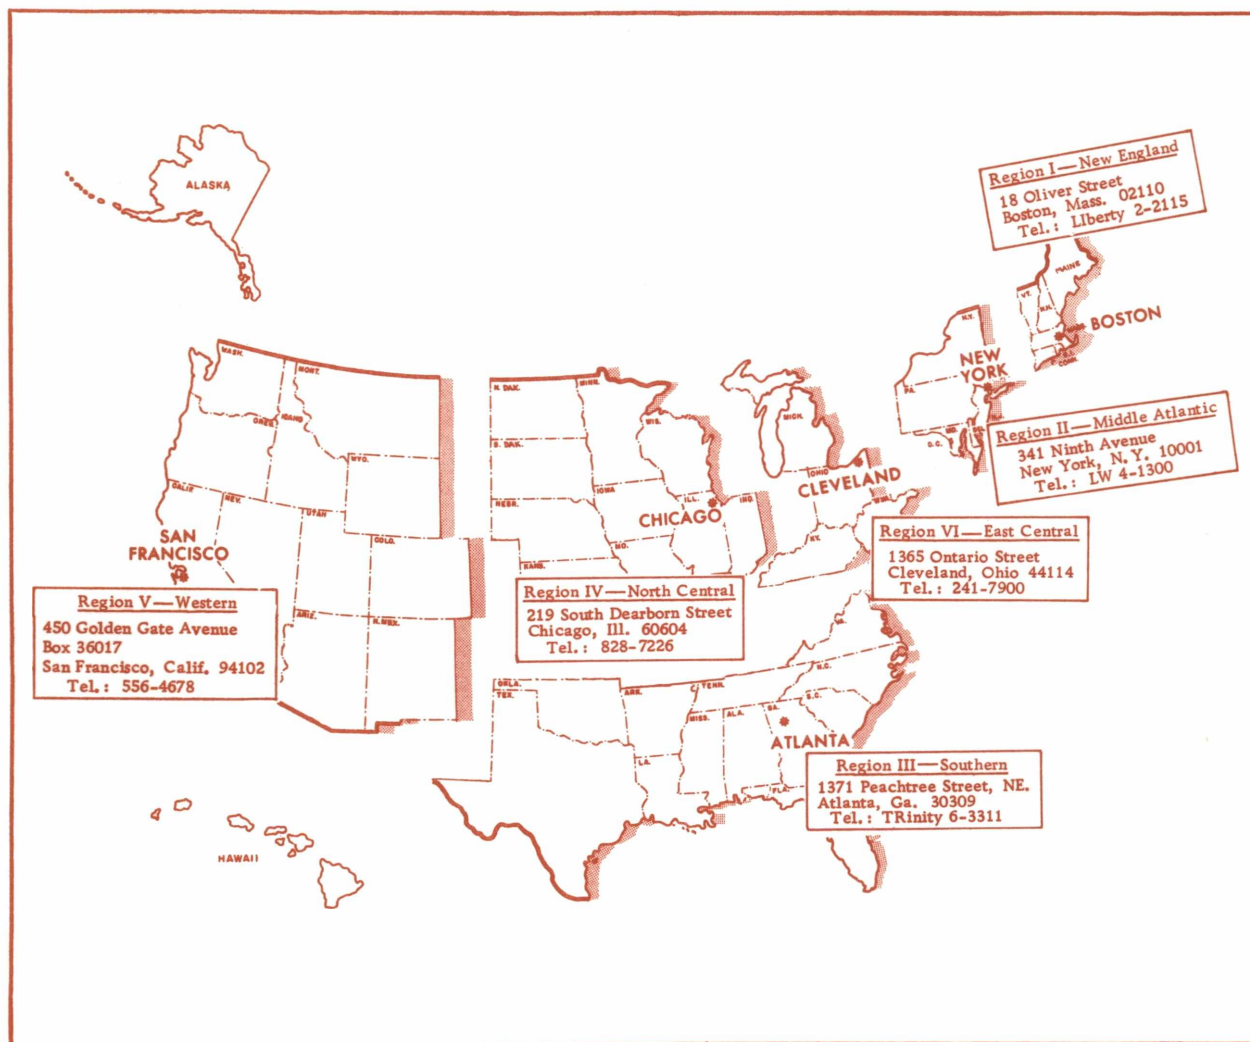 ALASKA
Region I—New England
18 Oliver Street
Boston, Mass. 02110
Tel.: LIberty 2-2115
MAINE
VT.
N.H.
MASS.
R.I.
CONN.
BOSTON
N.Y.
NEW
YORK
PA.
MD.
DEL.
D.C.
Region II—Middle Atlantic
341 Ninth Avenue
New York, N.Y. 10001
Tel.: LW 4-1300
WASH.
MONT.
OREG.
IDAHO
WYO.
CALIF.
NEV.
UTAH
COLO.
ARIZ.
N.MEX.
SAN
FRANCISCO
Region V—Western
450 Golden Gate Avenue
Box 36017
San Francisco, Calif. 94102
Tel.: 556-4678
N. DAK.
MINN.
S. DAK.
WIS.
MICH.
NEBR.
IOWA
ILL.
IND.
KANS.
MO.
CHICAGO
Region IV—North Central
219 South Dearborn Street
Chicago, Ill. 60604
Tel.: 828-7226
OHIO
CLEVELAND
W.VA.
KY.
Region VI—East Central
1365 Ontario Street
Cleveland, Ohio 44114
Tel.: 241-7900
VA.
N.C.
OKLA.
TEX.
ARK.
TENN.
S.C.
MISS.
ALA.
GA.
LA.
FLA.
ATLANTA
Region III—Southern
1371 Peachtree Street, NE.
Atlanta, Ga. 30309
Tel.: TRinity 6-3311
HAWAII